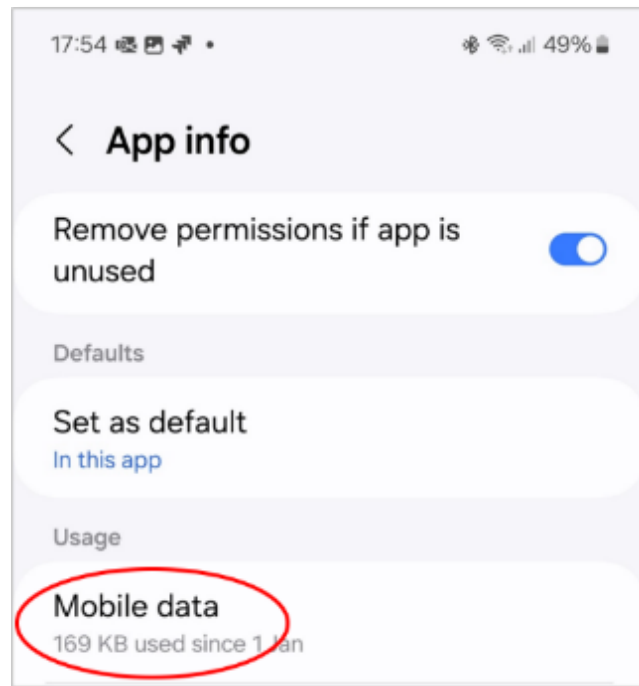 17:54 49%
App info
Remove permissions if app is
unused
Defaults
Set as default
In this app
Usage
Mobile data
169 KB used since 1 Jan